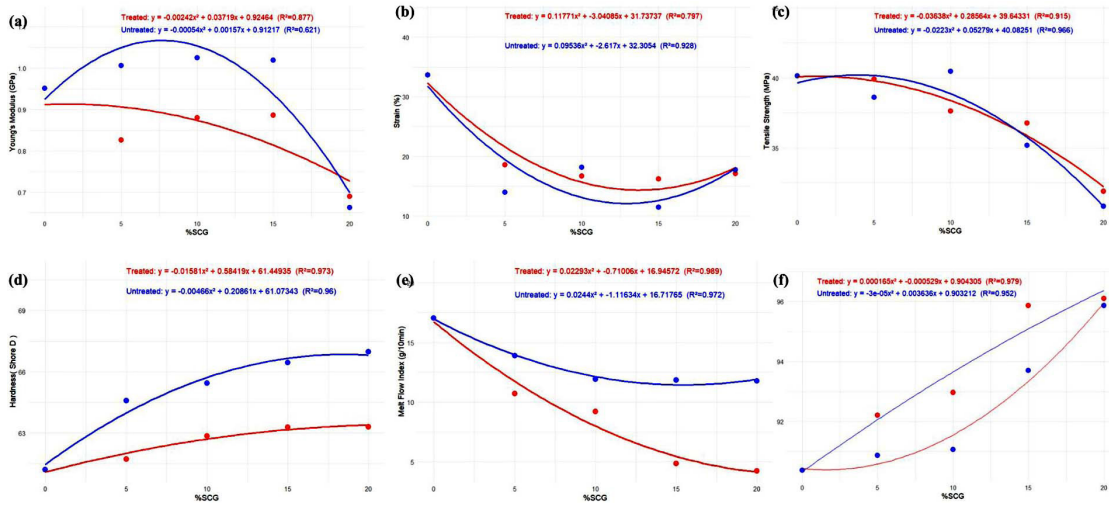 (a)
Treated: y = -0.00242x² + 0.03719x + 0.92464 (R²=0.877)
Untreated: y = -0.00054x² + 0.00157x + 0.91217 (R²=0.621)
Young's Modulus (GPa)
1.0
0.9
0.8
0.7
0
5
10
15
20
%SCG
(b)
Treated: y = 0.11771x² + -3.04085x + 31.73737 (R²=0.797)
Untreated: y = 0.09536x² + -2.617x + 32.3054 (R²=0.928)
Strain (%)
40
30
20
10
0
5
10
15
20
%SCG
(c)
Treated: y = -0.03638x² + 0.28564x + 39.64331 (R²=0.915)
Untreated: y = -0.0223x² + 0.05279x + 40.08251 (R²=0.966)
Tensile Strength (MPa)
40
35
0
5
10
15
20
%SCG
(d)
Treated: y = -0.01581x² + 0.58419x + 61.44935 (R²=0.973)
Untreated: y = -0.00466x² + 0.20861x + 61.07343 (R²=0.96)
Hardness( Shore D )
69
66
63
0
5
10
15
20
%SCG
(e)
Treated: y = 0.02293x² + -0.71006x + 16.94572 (R²=0.989)
Untreated: y = 0.0244x² + -1.11634x + 16.71765 (R²=0.972)
Melt Flow Index (g/10min)
15
10
5
0
5
10
15
20
%SCG
(f)
Treated: y = 0.000165x² + -0.000529x + 0.904305 (R²=0.979)
Untreated: y = -3e-05x² + 0.003636x + 0.903212 (R²=0.952)
96
94
92
90
0
5
10
15
20
%SCG